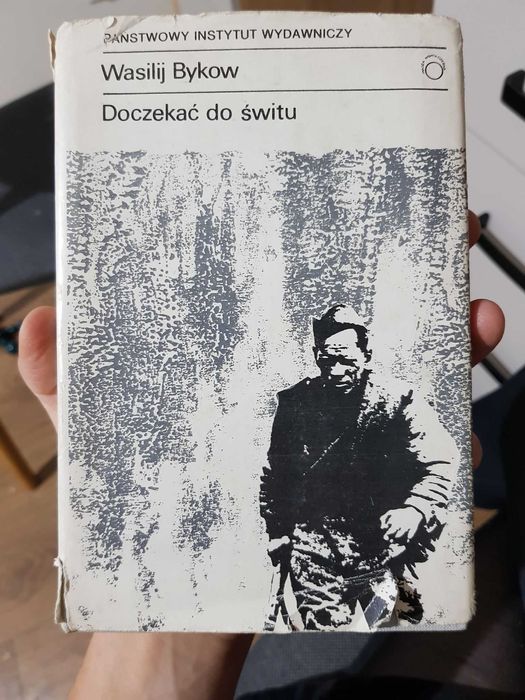 PAŃSTWOWY INSTYTUT WYDAWNICZY
Wasilij Bykow
Doczekać do świtu